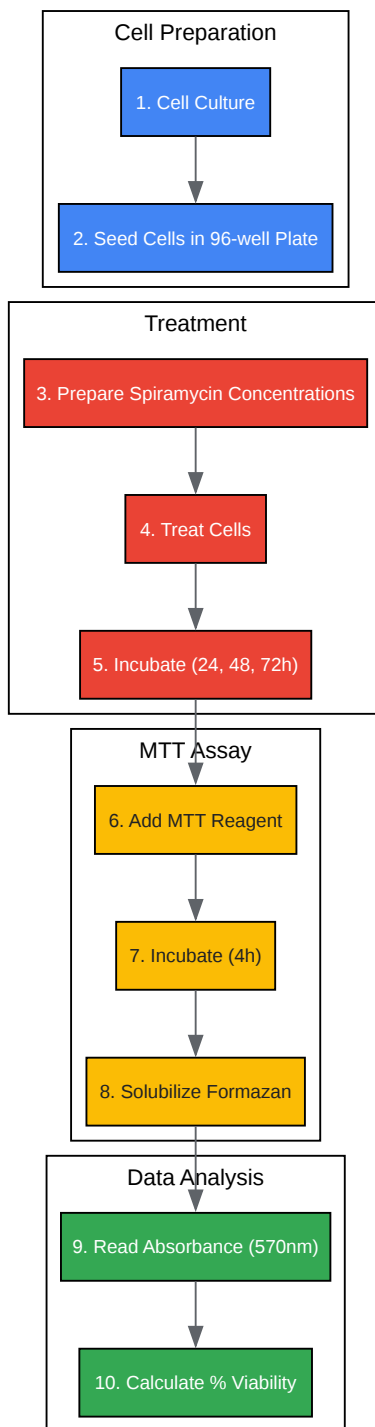 Cell Preparation
1. Cell Culture
2. Seed Cells in 96-well Plate
Treatment
3. Prepare Spiramycin Concentrations
4. Treat Cells
5. Incubate (24, 48, 72h)
MTT Assay
6. Add MTT Reagent
7. Incubate (4h)
8. Solubilize Formazan
Data Analysis
9. Read Absorbance (570nm)
10. Calculate % Viability